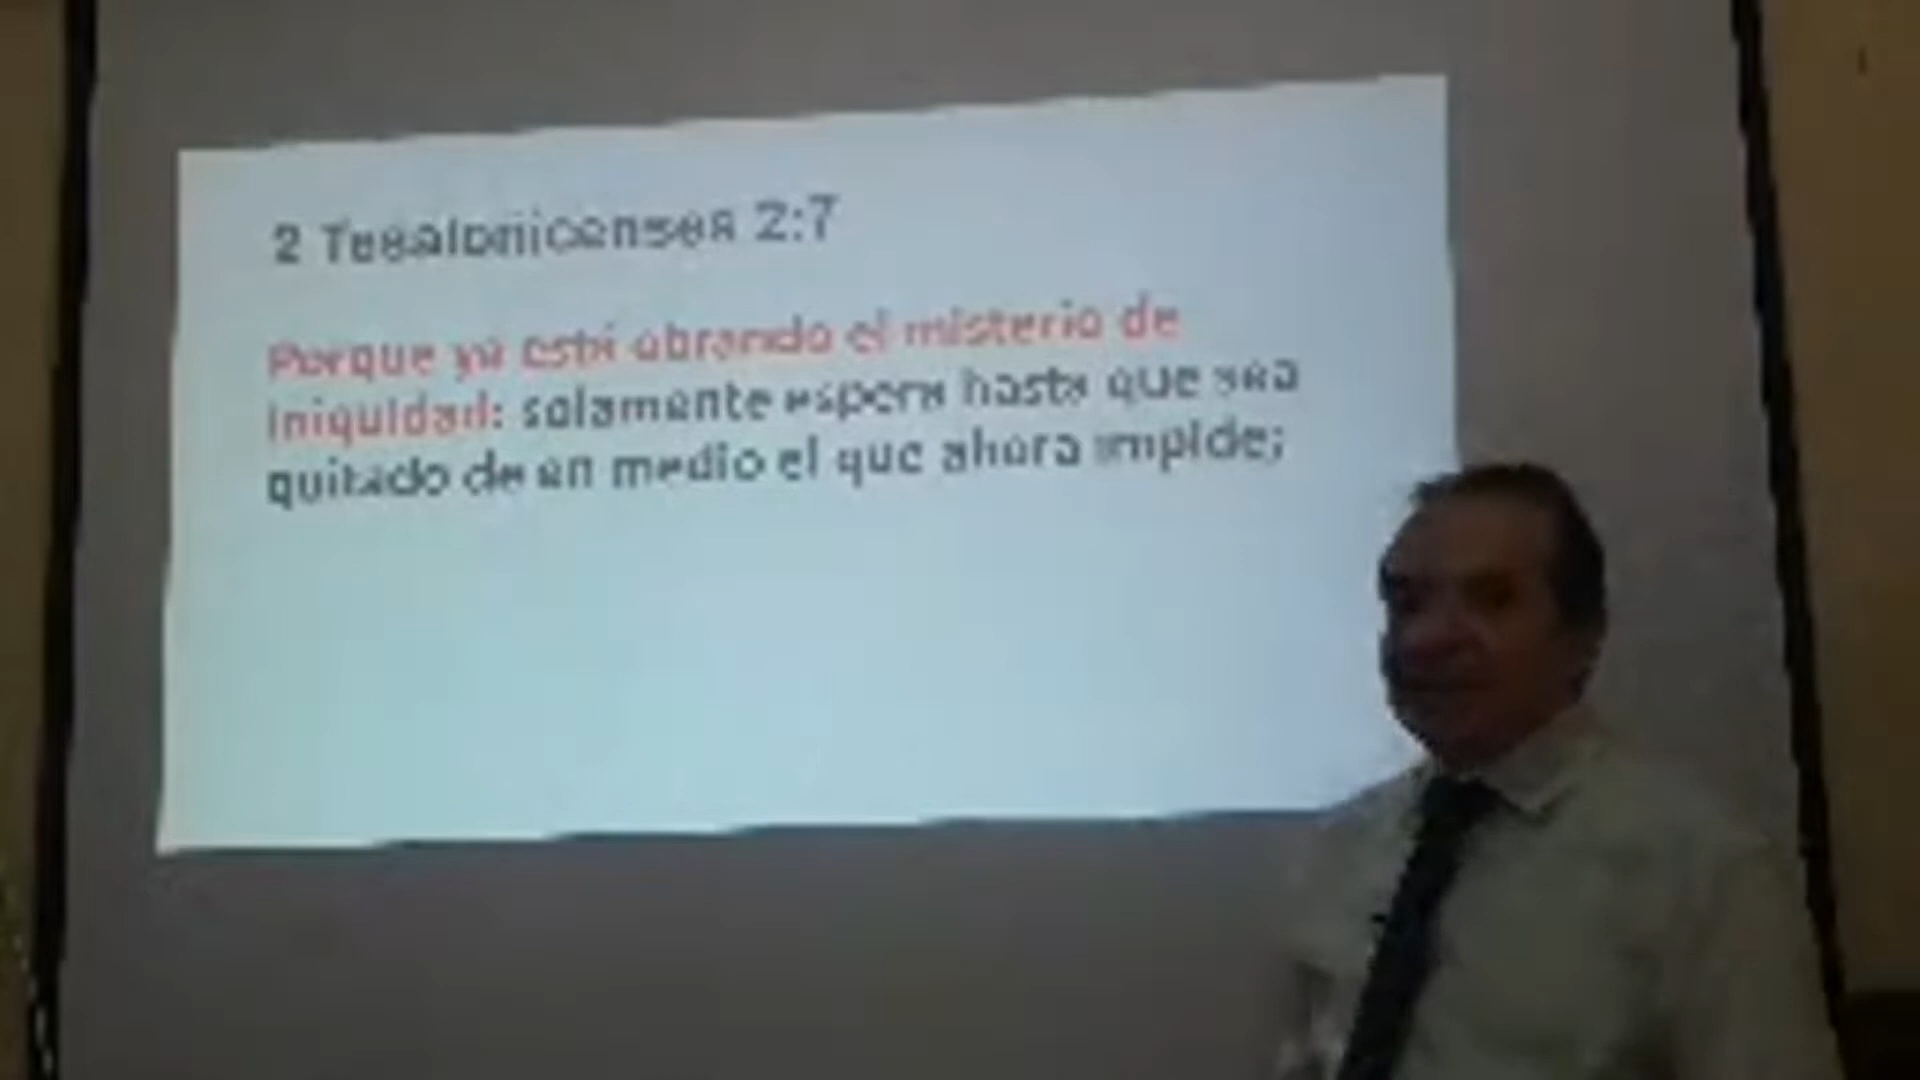 2 Tesalonicenses 2:7
Porque ya está obrando el misterio de
iniquidad: solamente espera hasta que sea
quitado de en medio el que ahora impide;